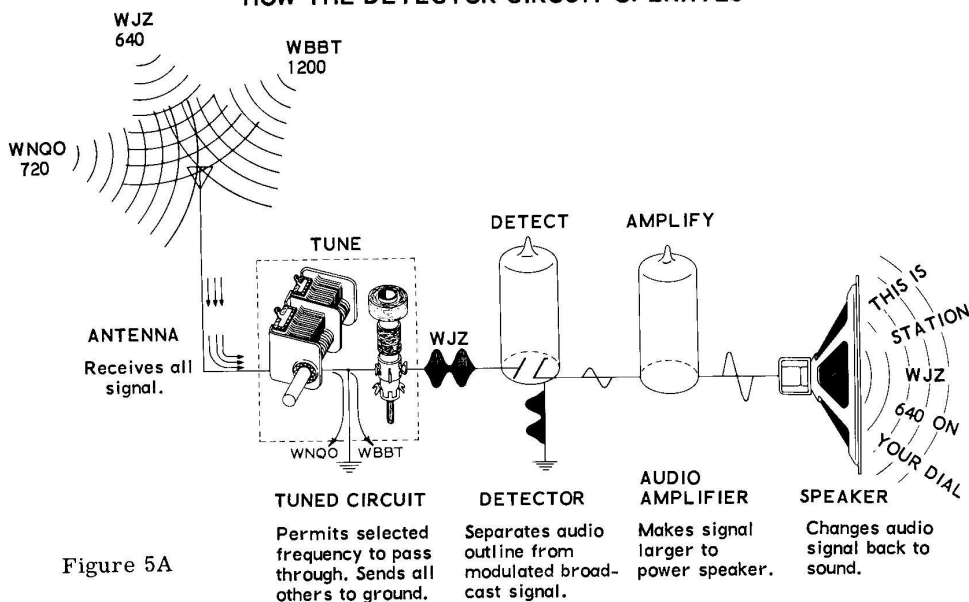 HOW THE DETECTOR CIRCUIT OPERATES
WJZ
640
WBBT
1200
WNQO
720
TUNE
DETECT
AMPLIFY
ANTENNA
Receives all
signal.
WJZ
WNQO
WBBT
THIS IS
STATION
WJZ
640 ON
YOUR DIAL
TUNED CIRCUIT
Permits selected
frequency to pass
through. Sends all
others to ground.
DETECTOR
Separates audio
outline from
modulated broad-
cast signal.
AUDIO
AMPLIFIER
Makes signal
larger to
power speaker.
SPEAKER
Changes audio
signal back to
sound.
Figure 5A